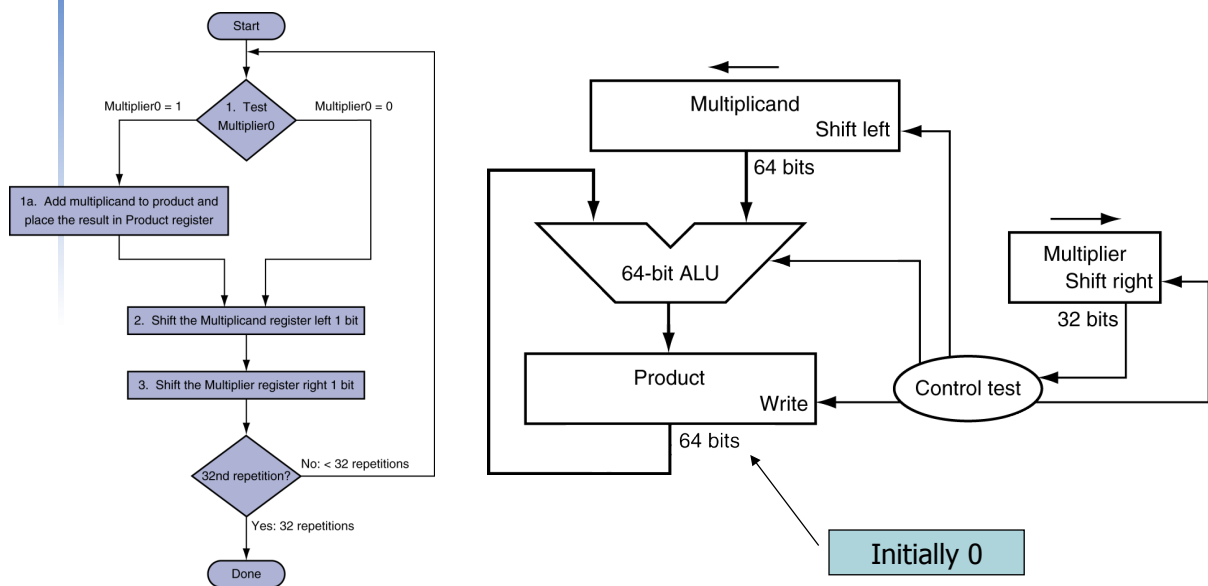 Start
Multiplier0 = 1
1. Test
Multiplier0
Multiplier0 = 0
1a. Add multiplicand to product and
place the result in Product register
2. Shift the Multiplicand register left 1 bit
3. Shift the Multiplier register right 1 bit
32nd repetition?
No: < 32 repetitions
Yes: 32 repetitions
Done
Multiplicand
Shift left
64 bits
64-bit ALU
Multiplier
Shift right
32 bits
Product
Write
64 bits
Control test
Initially 0